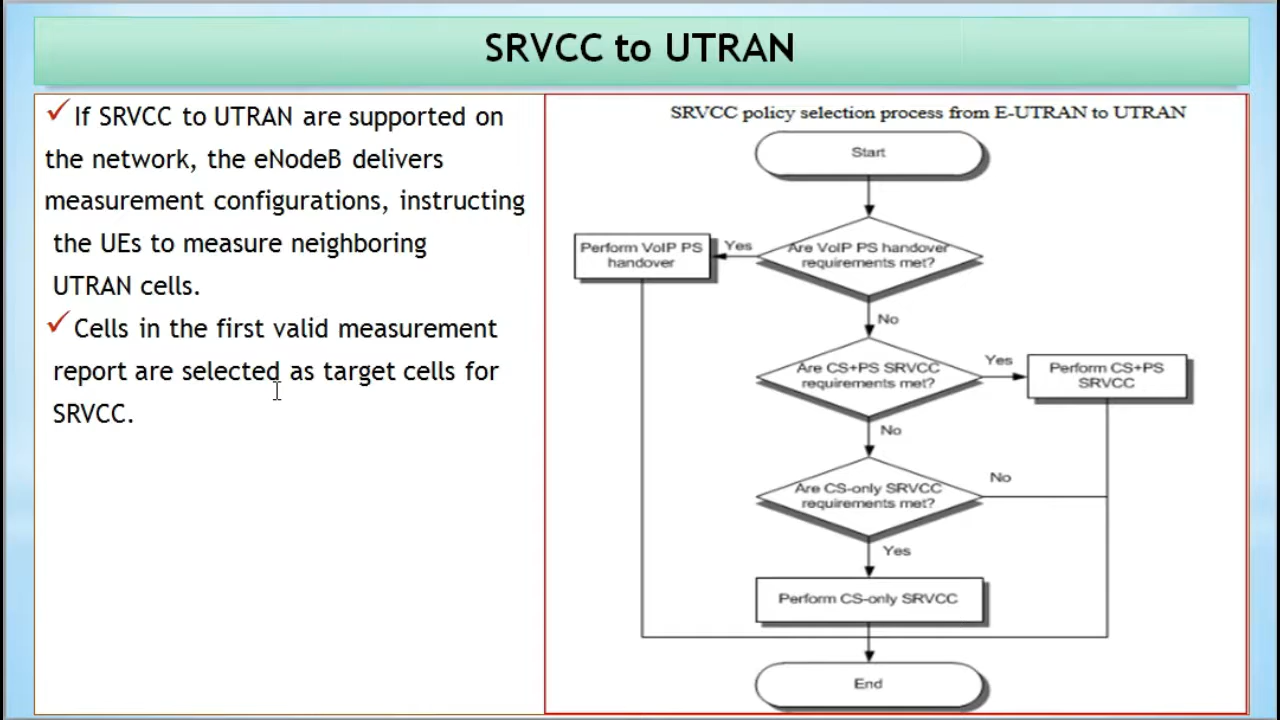 SRVCC to UTRAN
If SRVCC to UTRAN are supported on
the network, the eNodeB delivers
measurement configurations, instructing
the UEs to measure neighboring
UTRAN cells.
Cells in the first valid measurement
report are selected as target cells for
SRVCC.
SRVCC policy selection process from E-UTRAN to UTRAN
Start
Are VoIP PS handover
requirements met?
Yes
Perform VoIP PS
handover
No
Are CS+PS SRVCC
requirements met?
Yes
Perform CS+PS
SRVCC
No
Are CS-only SRVCC
requirements met?
No
Yes
Perform CS-only SRVCC
End